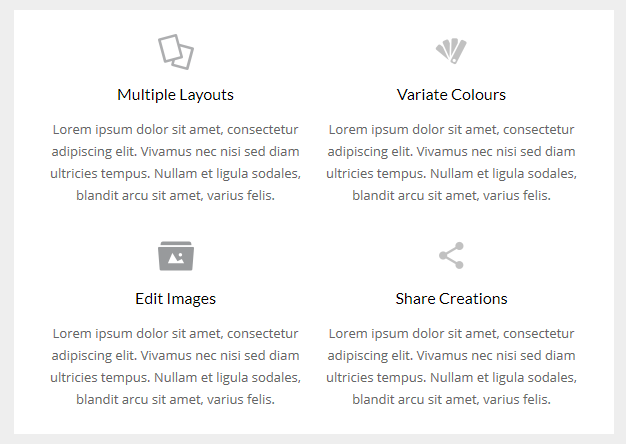 Multiple Layouts
Lorem ipsum dolor sit amet, consectetur
adipiscing elit. Vivamus nec nisi sed diam
ultricies tempus. Nullam et ligula sodales,
blandit arcu sit amet, varius felis.
Variate Colours
Lorem ipsum dolor sit amet, consectetur
adipiscing elit. Vivamus nec nisi sed diam
ultricies tempus. Nullam et ligula sodales,
blandit arcu sit amet, varius felis.
Edit Images
Lorem ipsum dolor sit amet, consectetur
adipiscing elit. Vivamus nec nisi sed diam
ultricies tempus. Nullam et ligula sodales,
blandit arcu sit amet, varius felis.
Share Creations
Lorem ipsum dolor sit amet, consectetur
adipiscing elit. Vivamus nec nisi sed diam
ultricies tempus. Nullam et ligula sodales,
blandit arcu sit amet, varius felis.